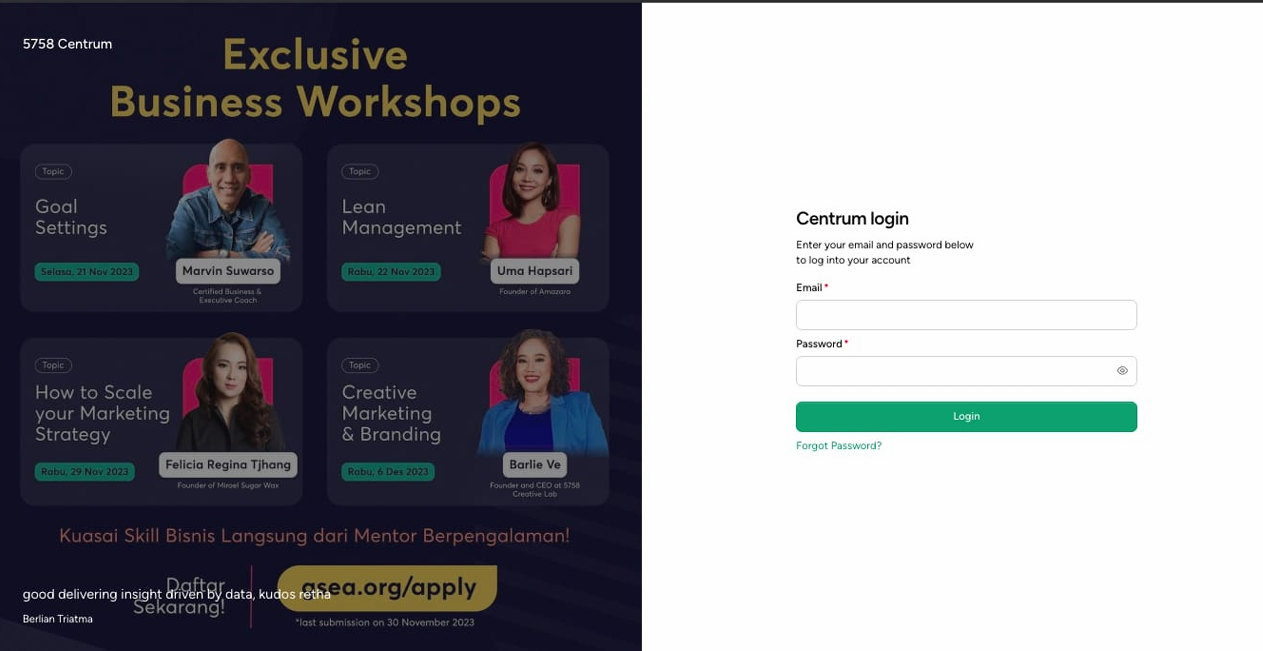 5758 Centrum
Exclusive
Business Workshops
Topic
Goal
Settings
Selasa, 21 Nov 2023
Marvin Suwarso
Certified Business &
Executive Coach
Topic
Lean
Management
Rabu, 22 Nov 2023
Uma Hapsari
Founder of Amazara
Topic
How to Scale
your Marketing
Strategy
Rabu, 29 Nov 2023
Felicia Regina Tjhang
Founder of Mirael Sugar Wax
Topic
Creative
Marketing
& Branding
Rabu, 6 Des 2023
Barlie Ve
Founder and CEO at 5758
Creative Lab
Kuasai Skill Bisnis Langsung dari Mentor Berpengalaman!
Daftar
Sekarang!
gsea.org/apply
*last submission on 30 November 2023
good delivering insight driven by data, kudos retha
Berlian Triatma
Centrum login
Enter your email and password below
to log into your account
Email*
Password*
Login
Forgot Password?